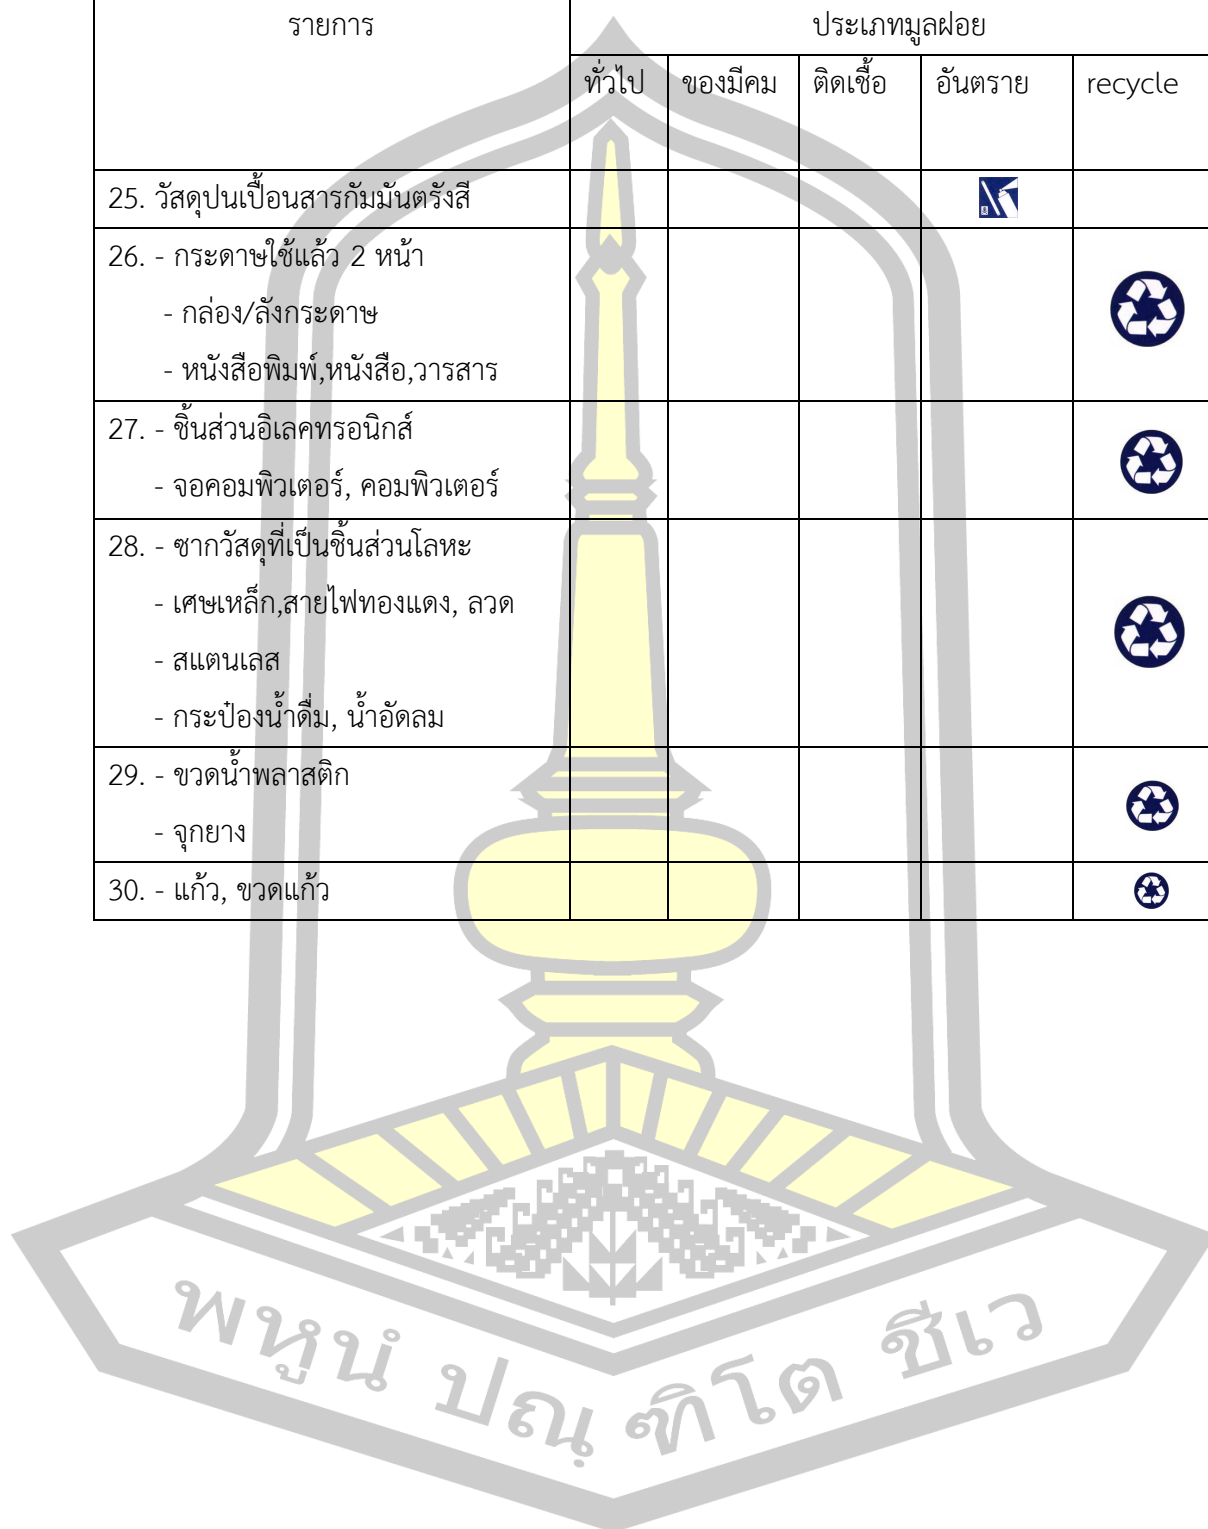 รายการ ประเภทมูลฝอย
ทั่วไป ของมีคม ติดเชื้อ อันตราย recycle
25. วัสดุปนเปื้อนสารกัมมันตรังสี
26. - กระดาษใช้แล้ว 2 หน้า
- กล่อง/ลังกระดาษ
- หนังสือพิมพ์,หนังสือ,วารสาร
27. - ชิ้นส่วนอิเลคทรอนิกส์
- จอคอมพิวเตอร์, คอมพิวเตอร์
28. - ซากวัสดุที่เป็นชิ้นส่วนโลหะ
- เศษเหล็ก,สายไฟทองแดง, ลวด
- สแตนเลส
- กระป๋องน้ำดื่ม, น้ำอัดลม
29. - ขวดน้ำพลาสติก
- จุกยาง
30. - แก้ว, ขวดแก้ว
พหูนํ ปณฺฑิโต ชีเว